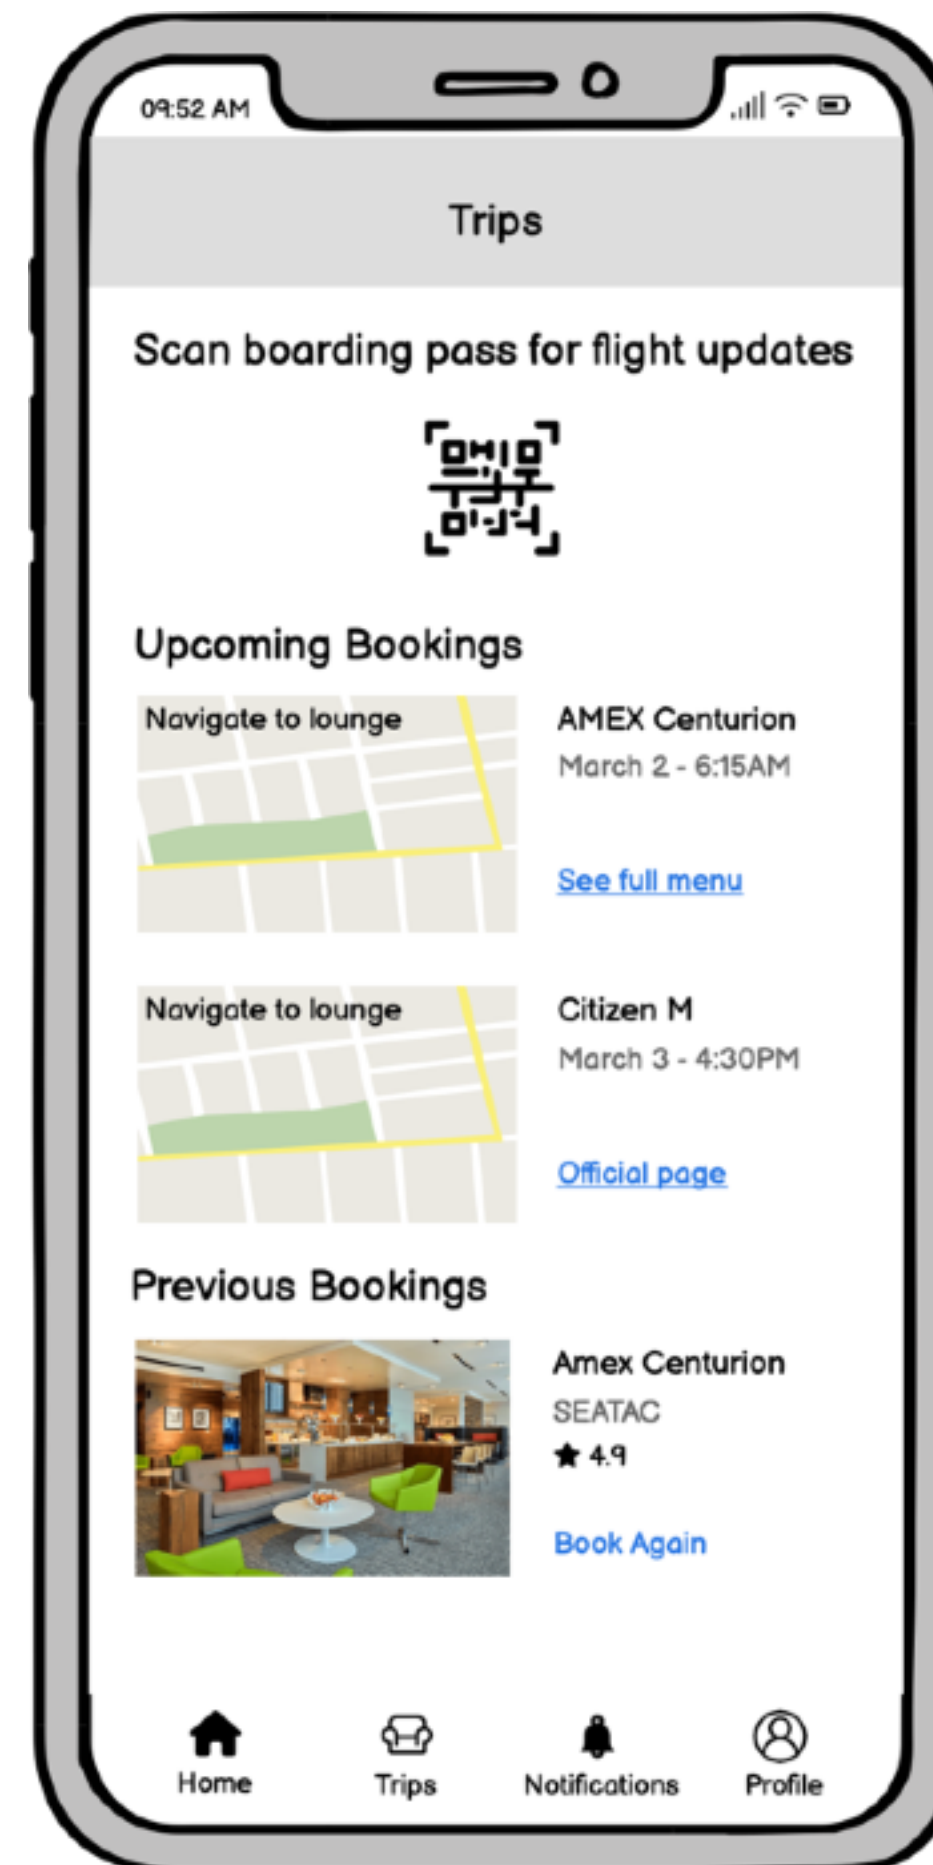 09:52 AM
Trips
Scan boarding pass for flight updates
Upcoming Bookings
Navigate to lounge
AMEX Centurion
March 2 - 6:15AM
See full menu
Navigate to lounge
Citizen M
March 3 - 4:30PM
Official page
Previous Bookings
Amex Centurion
SEATAC
★ 4.9
Book Again
Home
Trips
Notifications
Profile